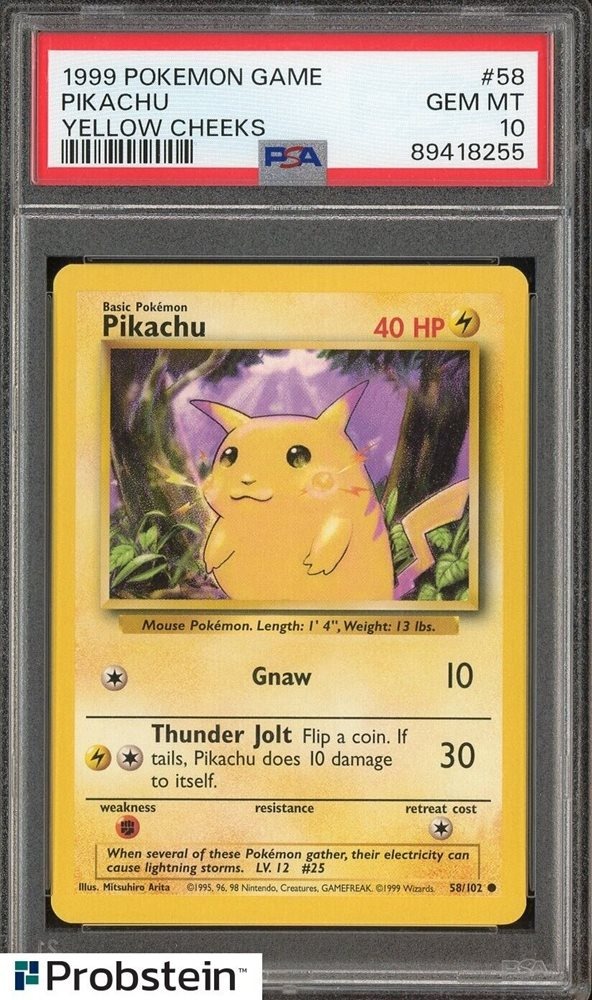 1999 POKEMON GAME #58
PIKACHU GEM MT
YELLOW CHEEKS 10
PSA 89418255
Basic Pokémon
Pikachu 40 HP
Mouse Pokémon. Length: 1' 4", Weight: 13 lbs.
Gnaw 10
Thunder Jolt Flip a coin. If
tails, Pikachu does 10 damage
to itself.
30
weakness resistance retreat cost
When several of these Pokémon gather, their electricity can
cause lightning storms. LV. 12 #25
Illus. Mitsuhiro Arita ©1995, 96, 98 Nintendo, Creatures, GAMEFREAK. ©1999 Wizards. 58/102
PSA
Probstein™